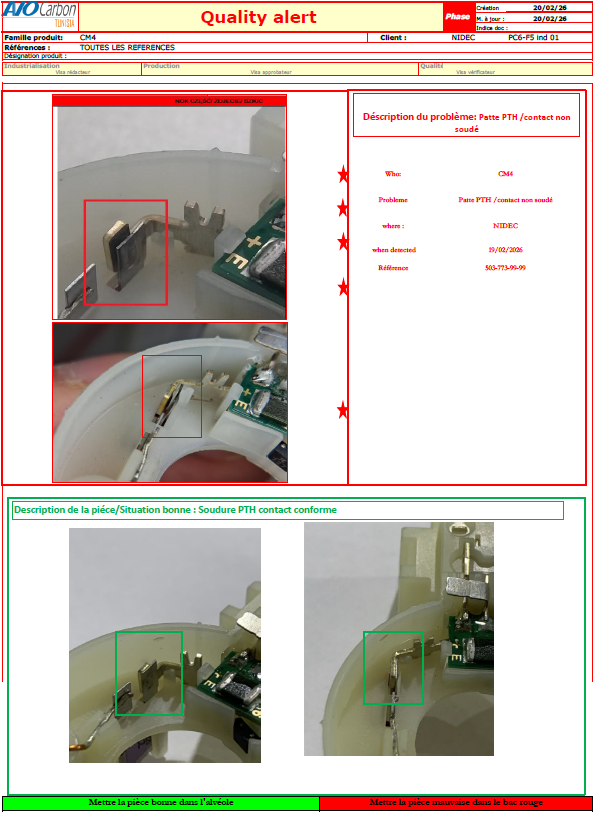 AIO Carbon
TUNISIA
Quality alert
Phase
Création 20/02/26
M. à jour : 20/02/26
Indice doc :
Famille produit: CM4 Client : NIDEC PC6-F5 ind 01
Références : TOUTES LES REFERENCES
Désignation produit :
Industrialisation Production Qualité
Visa rédacteur Visa approbateur Visa vérificateur
Déscription du problème: Patte PTH /contact non
soudé
Who: CM4
Probleme Patte PTH /contact non soudé
where : NIDEC
when detected 19/02/2026
Référence 503-773-99-99
+
E
+
E
Description de la piéce/Situation bonne : Soudure PTH contact conforme
E
E
Mettre la pièce bonne dans l'alvéole Mettre la pièce mauvaise dans le bac rouge